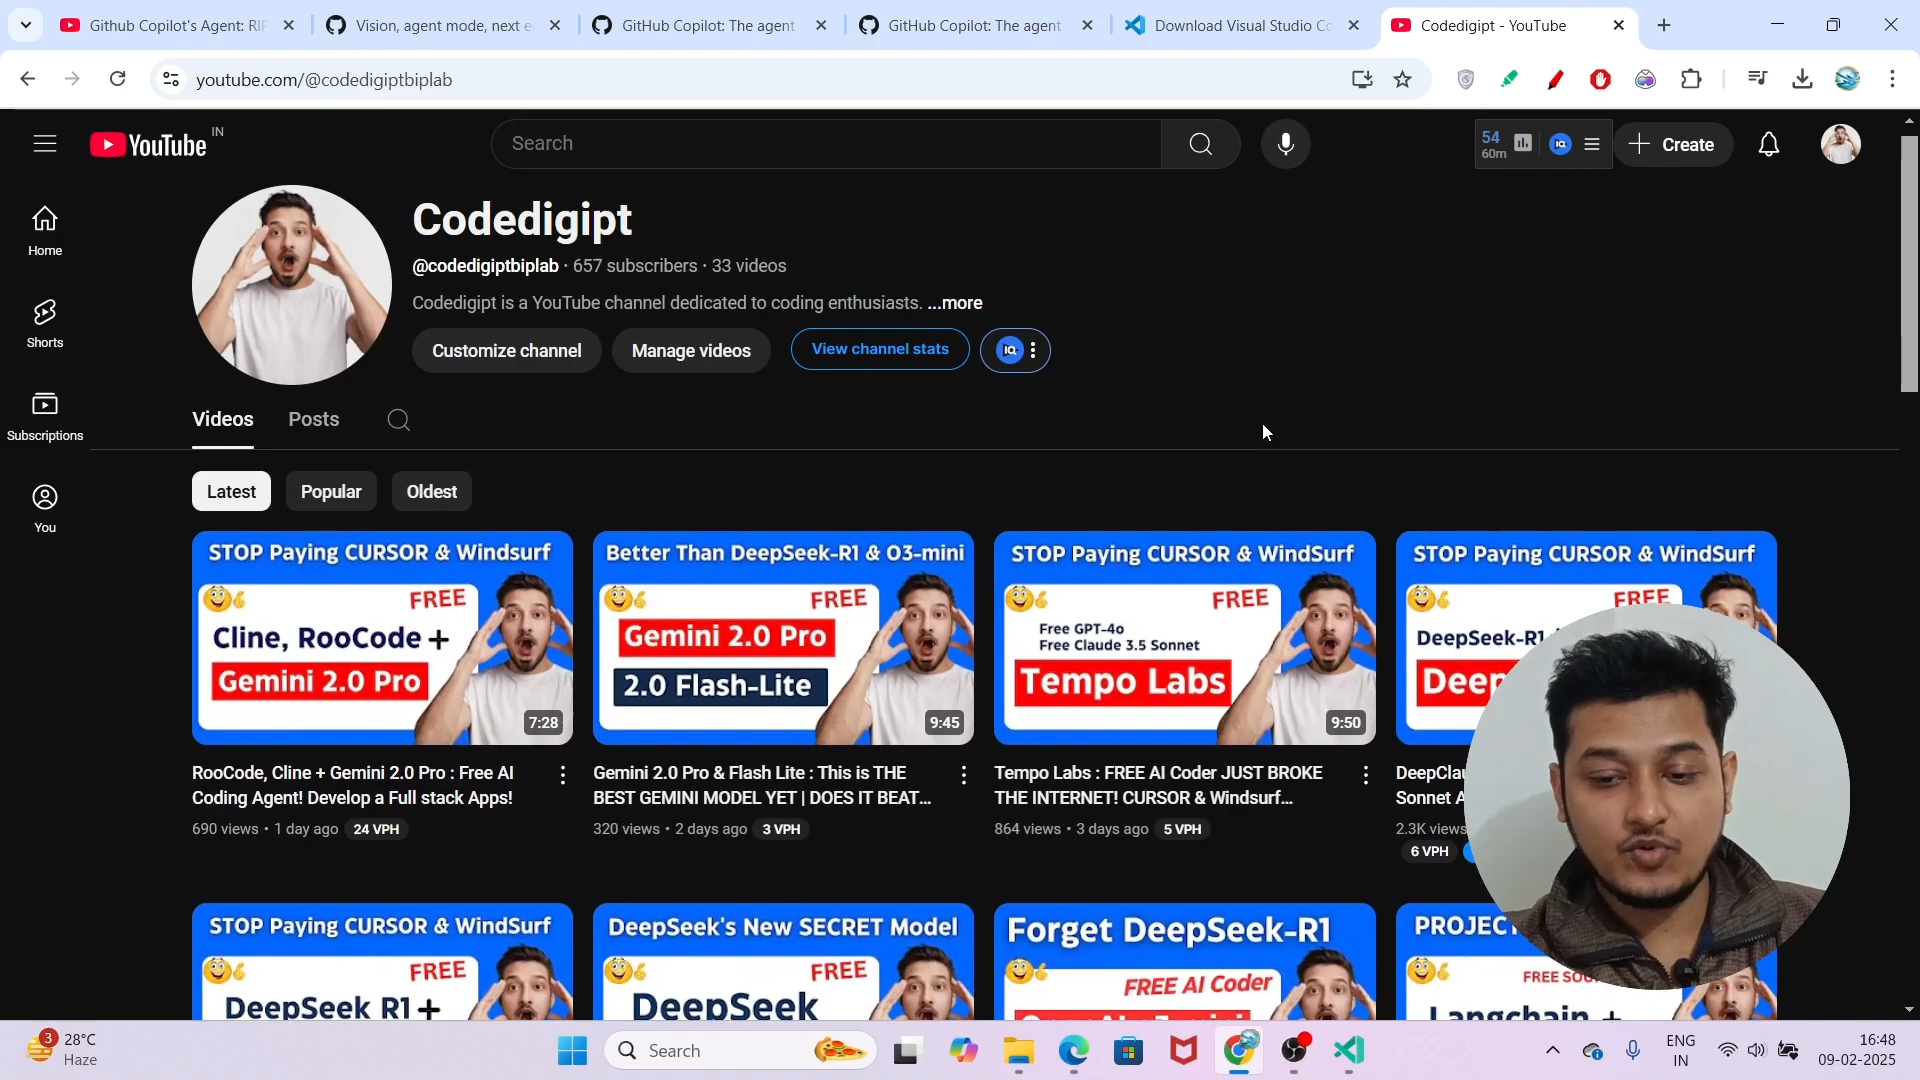 Github Copilot's Agent: RIP
Vision, agent mode, next e
GitHub Copilot: The agent
GitHub Copilot: The agent
Download Visual Studio Co
Codedigipt - YouTube
youtube.com/@codedigiptbiplab
YouTube IN
Search
54
60m
IQ
Create
Home
Shorts
Subscriptions
You
Codedigipt
@codedigiptbiplab · 657 subscribers · 33 videos
Codedigipt is a YouTube channel dedicated to coding enthusiasts. ...more
Customize channel
Manage videos
View channel stats
IQ
Videos
Posts
Latest
Popular
Oldest
STOP Paying CURSOR & Windsurf
FREE
Cline, RooCode +
Gemini 2.0 Pro
7:28
RooCode, Cline + Gemini 2.0 Pro : Free AI
Coding Agent! Develop a Full stack Apps!
690 views · 1 day ago 24 VPH
Better Than DeepSeek-R1 & O3-mini
FREE
Gemini 2.0 Pro
2.0 Flash-Lite
9:45
Gemini 2.0 Pro & Flash Lite : This is THE
BEST GEMINI MODEL YET | DOES IT BEAT...
320 views · 2 days ago 3 VPH
STOP Paying CURSOR & WindSurf
FREE
Free GPT-4o
Free Claude 3.5 Sonnet
Tempo Labs
9:50
Tempo Labs : FREE AI Coder JUST BROKE
THE INTERNET! CURSOR & Windsurf...
864 views · 3 days ago 5 VPH
STOP Paying CURSOR & WindSurf
FREE
DeepSeek-R1
Deep
DeepClau
Sonnet A
2.3K views
6 VPH
STOP Paying CURSOR & WindSurf
FREE
DeepSeek R1 +
DeepSeek's New SECRET Model
FREE
DeepSeek
Forget DeepSeek-R1
FREE AI Coder
PROJECT
Langchain +
3
28°C
Haze
Search
ENG
IN
16:48
09-02-2025